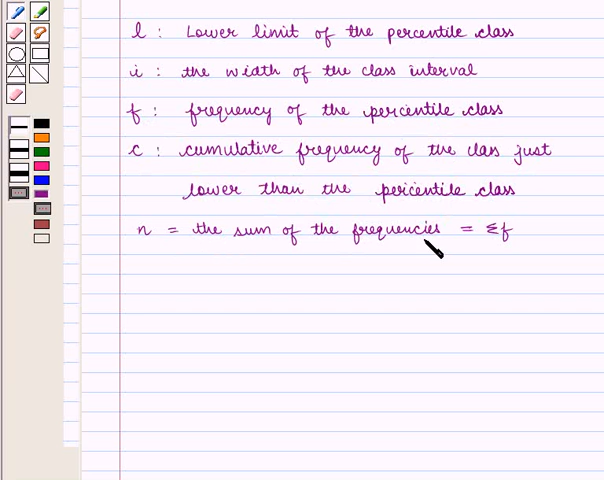 l : Lower limit of the percentile class
i : the width of the class interval
f : frequency of the percentile class
c : cumulative frequency of the clas just
lower than the percentile class
n = the sum of the frequencies = Σf